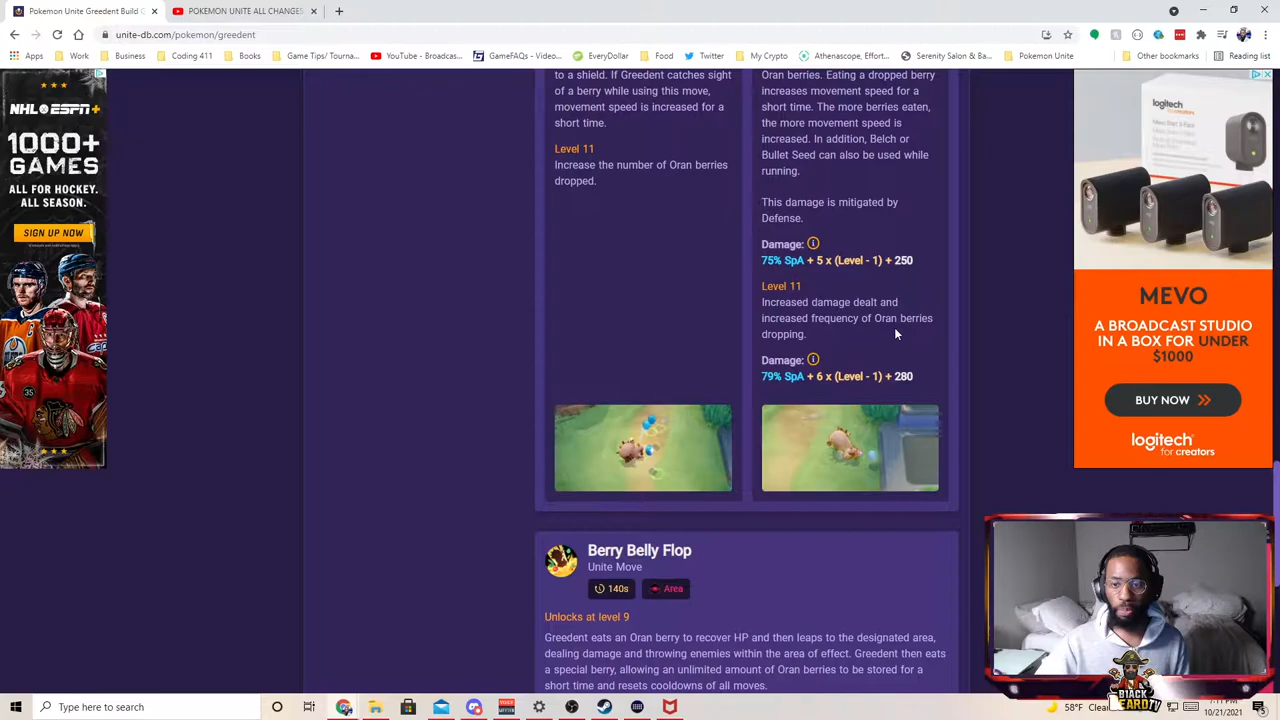 Pokemon Unite Greedent Build G
POKEMON UNITE ALL CHANGES
unite-db.com/pokemon/greedent
Apps
Work
Business
Coding 411
Books
Game Tips/ Tourna...
YouTube - Broadcas...
GameFAQs - Video...
EveryDollar
Food
Twitter
My Crypto
Athenascope, Effort...
Serenity Salon & Ba...
Pokemon Unite
Other bookmarks
Reading list
NHL ESPN+
1000+
GAMES
ALL FOR HOCKEY.
ALL SEASON.
SIGN UP NOW
to a shield. If Greedent catches sight
of a berry while using this move,
movement speed is increased for a
short time.
Level 11
Increase the number of Oran berries
dropped.
Oran berries. Eating a dropped berry
increases movement speed for a
short time. The more berries eaten,
the more movement speed is
increased. In addition, Belch or
Bullet Seed can also be used while
running.
This damage is mitigated by
Defense.
Damage:
75% SpA + 5 x (Level - 1) + 250
Level 11
Increased damage dealt and
increased frequency of Oran berries
dropping.
Damage:
79% SpA + 6 x (Level - 1) + 280
Berry Belly Flop
Unite Move
140s
Area
Unlocks at level 9
Greedent eats an Oran berry to recover HP and then leaps to the designated area,
dealing damage and throwing enemies within the area of effect. Greedent then eats
a special berry, allowing an unlimited amount of Oran berries to be stored for a
short time and resets cooldowns of all moves.
logitech
MEVO
A BROADCAST STUDIO
IN A BOX FOR UNDER
$1000
BUY NOW
logitech
for creators
BLACK
BEARD TV
Type here to search
58°F Clea
7:11 PM
10/21/2021